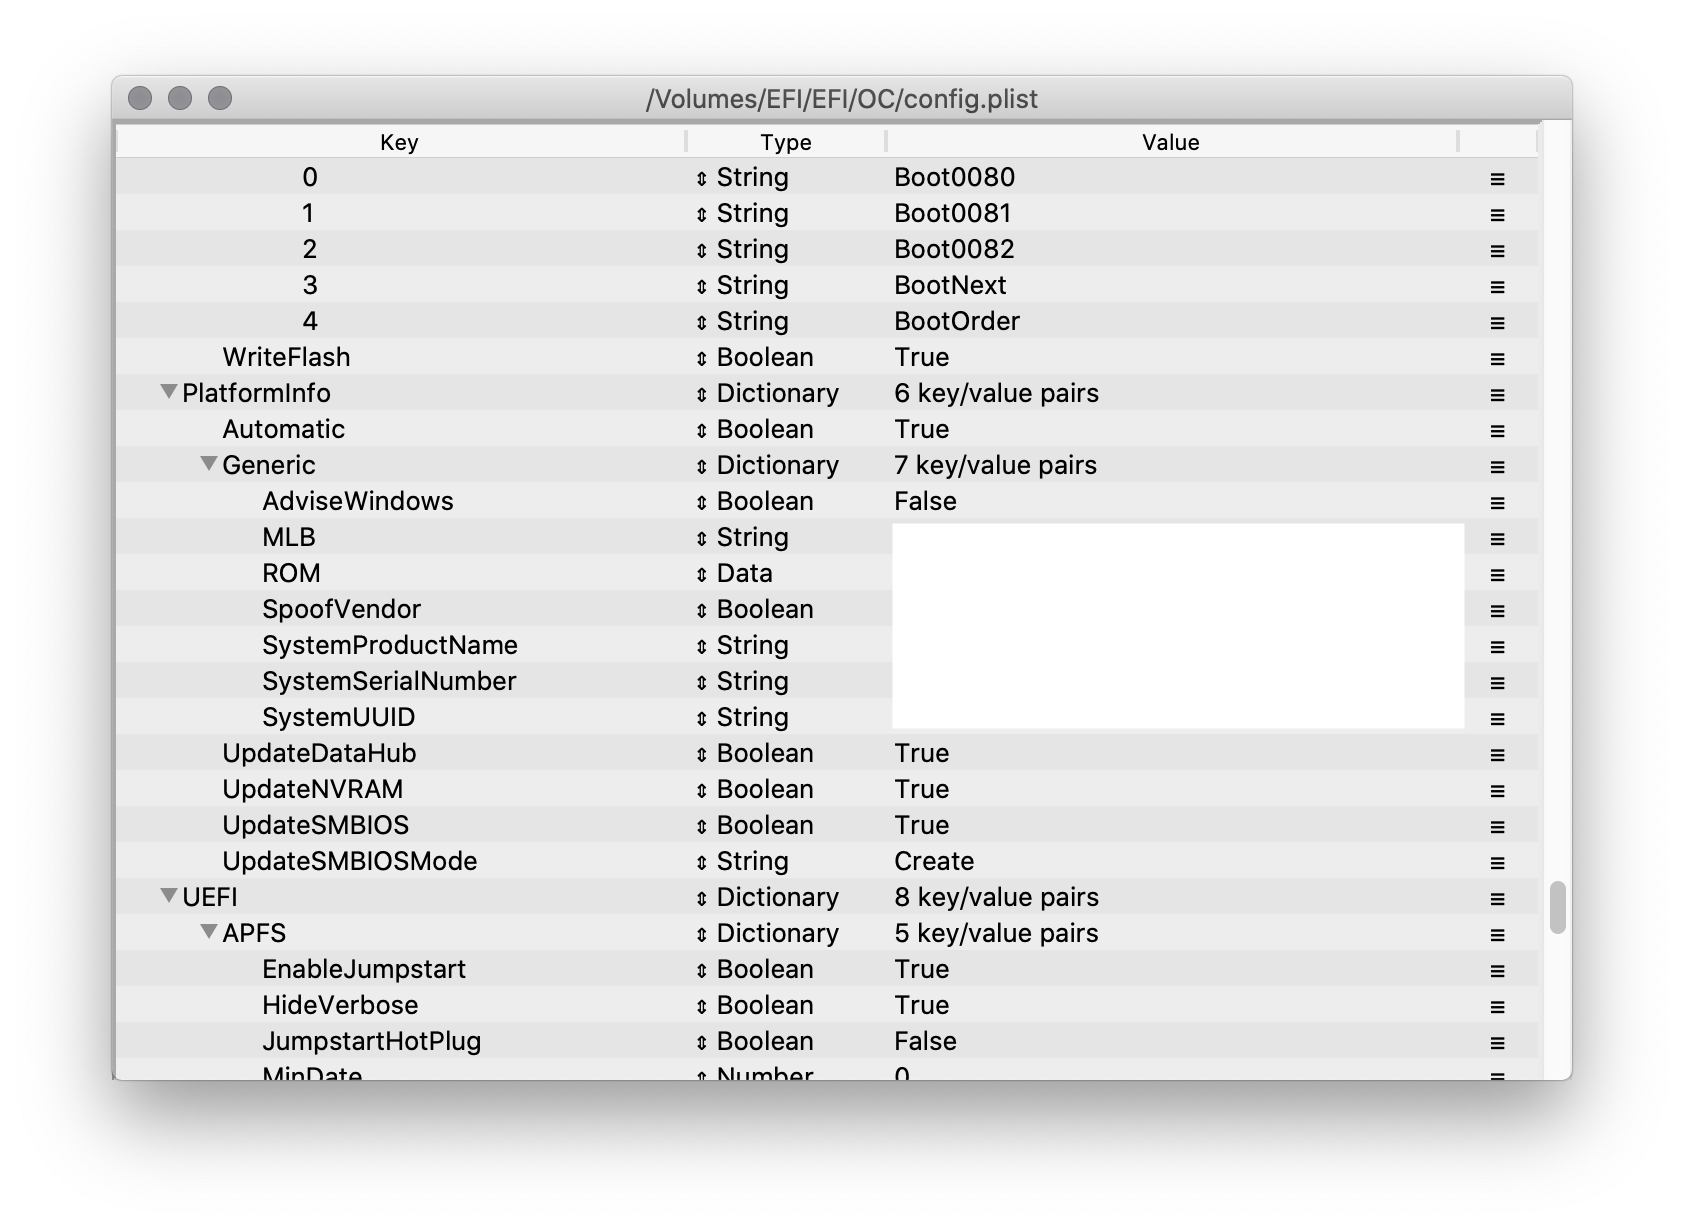 /Volumes/EFI/EFI/OC/config.plist
Key Type Value
0 String Boot0080
1 String Boot0081
2 String Boot0082
3 String BootNext
4 String BootOrder
WriteFlash Boolean True
PlatformInfo Dictionary 6 key/value pairs
Automatic Boolean True
Generic Dictionary 7 key/value pairs
AdviseWindows Boolean False
MLB String
ROM Data
SpoofVendor Boolean
SystemProductName String
SystemSerialNumber String
SystemUUID String
UpdateDataHub Boolean True
UpdateNVRAM Boolean True
UpdateSMBIOS Boolean True
UpdateSMBIOSMode String Create
UEFI Dictionary 8 key/value pairs
APFS Dictionary 5 key/value pairs
EnableJumpstart Boolean True
HideVerbose Boolean True
JumpstartHotPlug Boolean False
MinDate Number 0